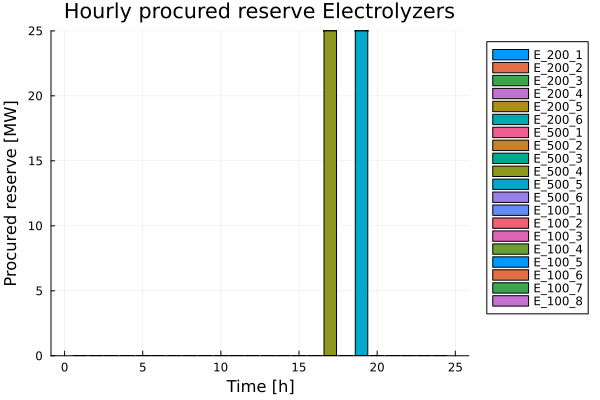 Hourly procured reserve Electrolyzers
Procured reserve [MW]
25
20
15
10
5
0
0 5 10 15 20 25
Time [h]
E_200_1
E_200_2
E_200_3
E_200_4
E_200_5
E_200_6
E_500_1
E_500_2
E_500_3
E_500_4
E_500_5
E_500_6
E_100_1
E_100_2
E_100_3
E_100_4
E_100_5
E_100_6
E_100_7
E_100_8